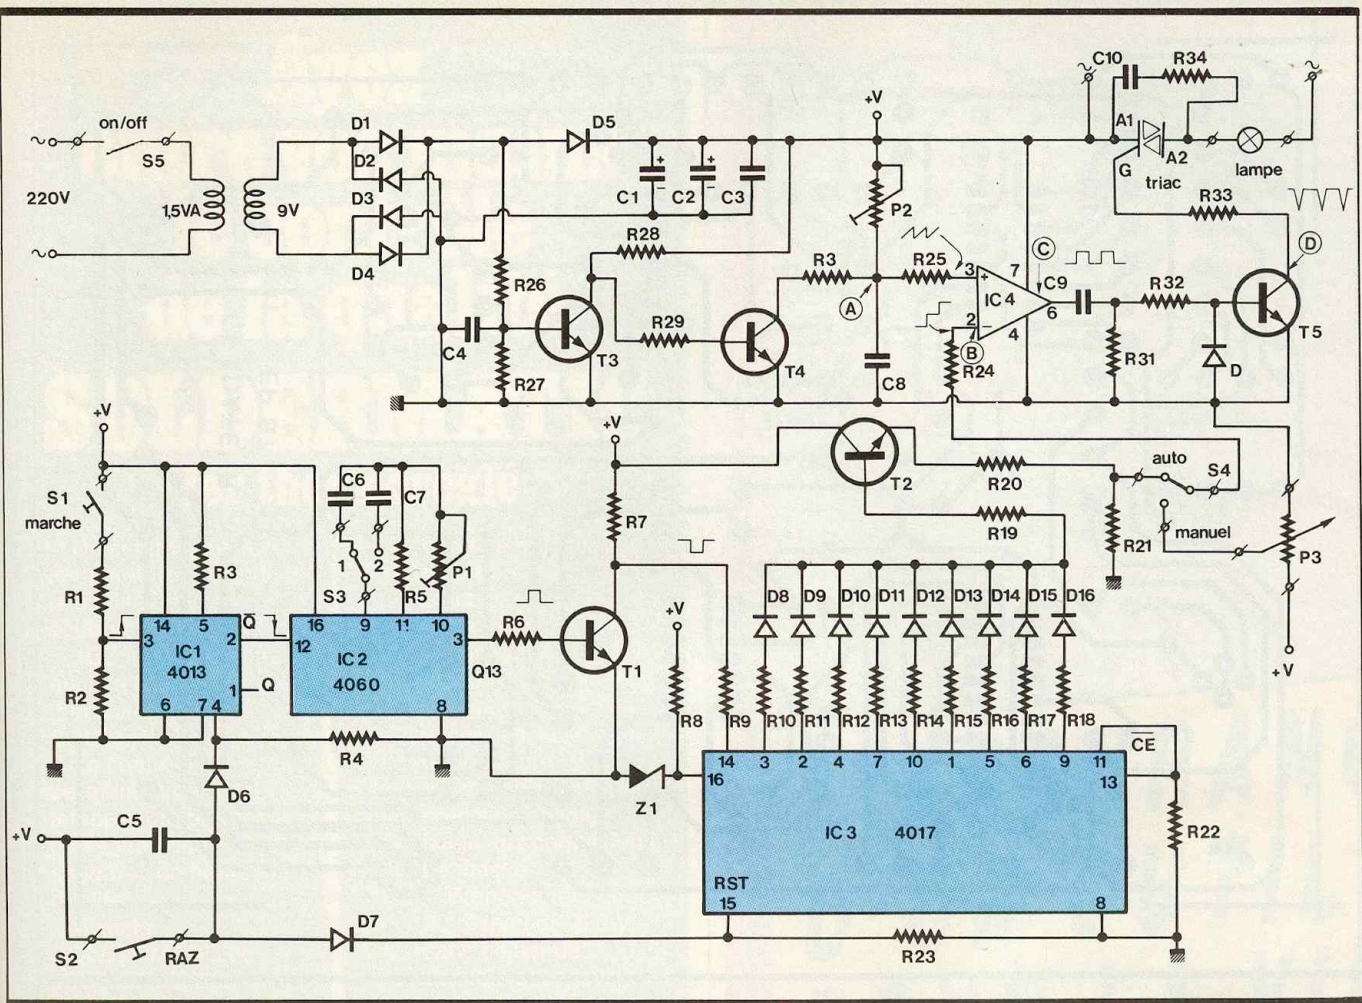 on/off
S5
220V
1,5VA
9V
D1
D2
D3
D4
D5
C1
C2
C3
+V
P2
C10
R34
A1
A2
G
triac
lampe
R33
D
R28
R26
R3
A
R25
3
+
7
IC4
C
C9
6
2
−
4
B
R24
R32
R31
D
T5
C4
T3
R27
R29
T4
C8
+V
S1
marche
R1
R2
R3
14
5
3
2
Q̄
IC1
4013
1
Q
6
7
4
C6
C7
1
2
S3
R5
P1
16
9
11
10
12
3
IC2
4060
Q13
8
R4
+V
R7
R6
T1
T2
R20
R19
auto
S4
manuel
R21
P3
+V
+V
R8
R9
D8
D9
D10
D11
D12
D13
D14
D15
D16
R10
R11
R12
R13
R14
R15
R16
R17
R18
14
3
2
4
7
10
1
5
6
9
11
C̅E̅
16
13
IC3 4017
RST
15
8
R22
R23
Z1
D6
+V
C5
S2
RAZ
D7